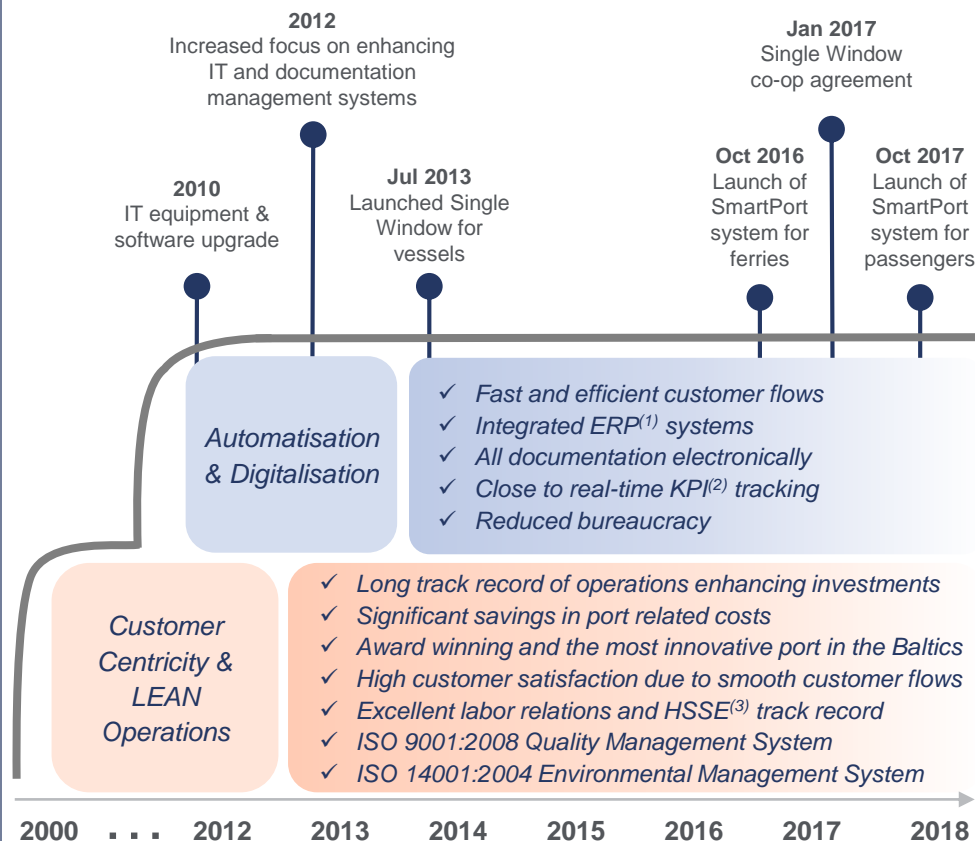 2012
Increased focus on enhancing
IT and documentation
management systems
Jan 2017
Single Window
co-op agreement
2010
IT equipment &
software upgrade
Jul 2013
Launched Single
Window for
vessels
Oct 2016
Launch of
SmartPort
system for
ferries
Oct 2017
Launch of
SmartPort
system for
passengers
Automatisation
& Digitalisation
✓ Fast and efficient customer flows
✓ Integrated ERP(1) systems
✓ All documentation electronically
✓ Close to real-time KPI(2) tracking
✓ Reduced bureaucracy
Customer
Centricity &
LEAN
Operations
✓ Long track record of operations enhancing investments
✓ Significant savings in port related costs
✓ Award winning and the most innovative port in the Baltics
✓ High customer satisfaction due to smooth customer flows
✓ Excellent labor relations and HSSE(3) track record
✓ ISO 9001:2008 Quality Management System
✓ ISO 14001:2004 Environmental Management System
2000 . . . 2012 2013 2014 2015 2016 2017 2018